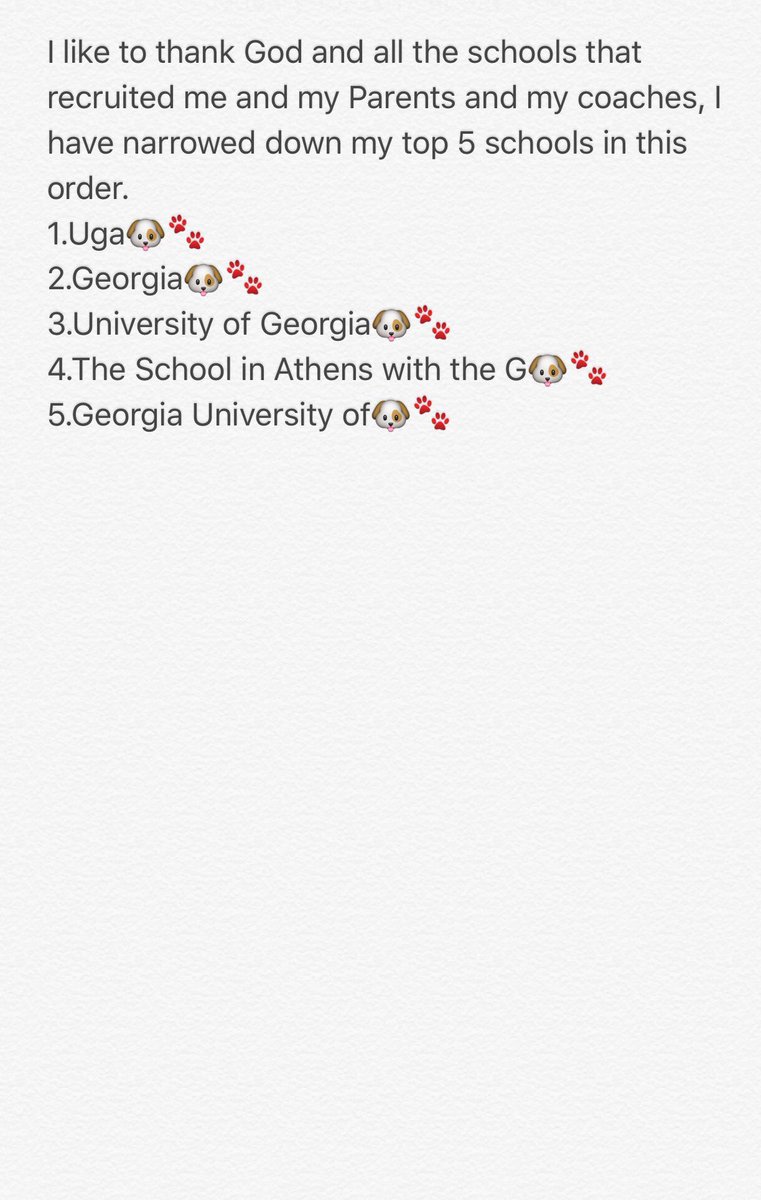 I like to thank God and all the schools that
recruited me and my Parents and my coaches, I
have narrowed down my top 5 schools in this
order.
1.Uga🐶🐾
2.Georgia🐶🐾
3.University of Georgia🐶🐾
4.The School in Athens with the G🐶🐾
5.Georgia University of🐶🐾